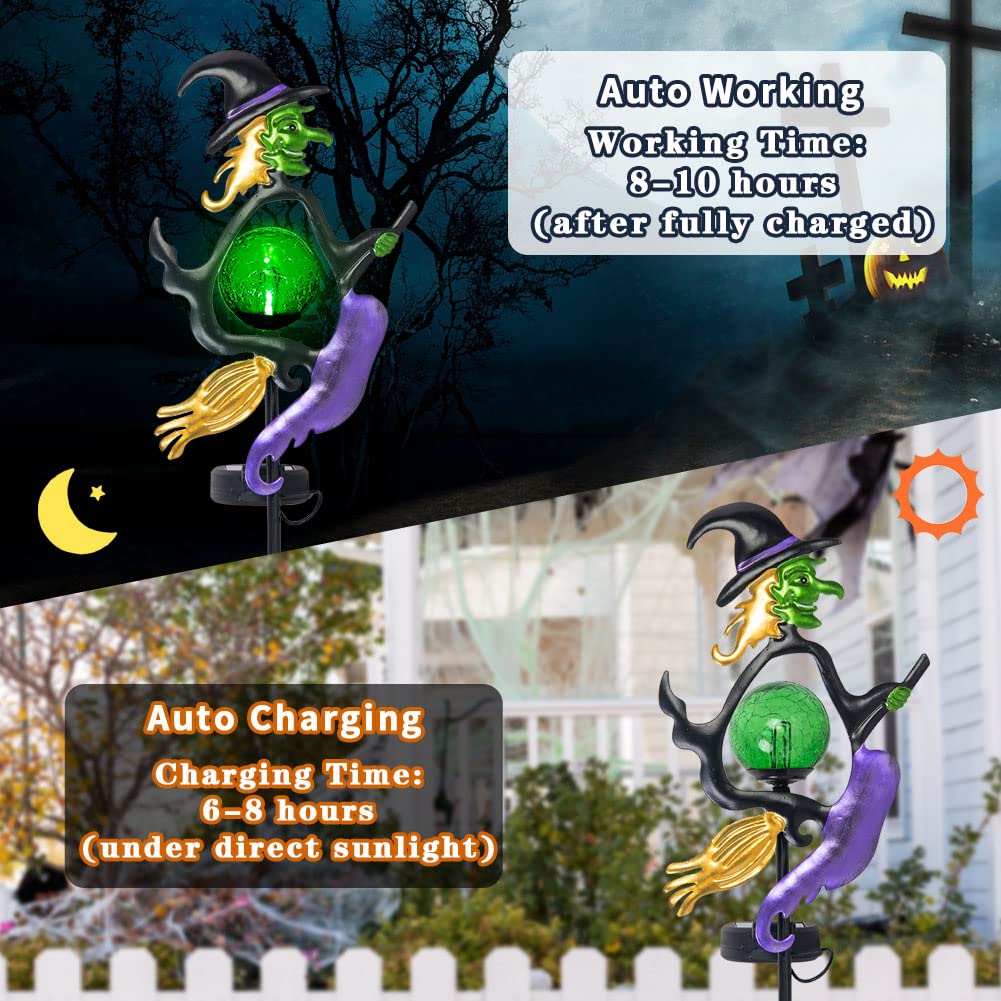 Auto Working
Working Time:
8-10 hours
(after fully charged)
Auto Charging
Charging Time:
6-8 hours
(under direct sunlight)